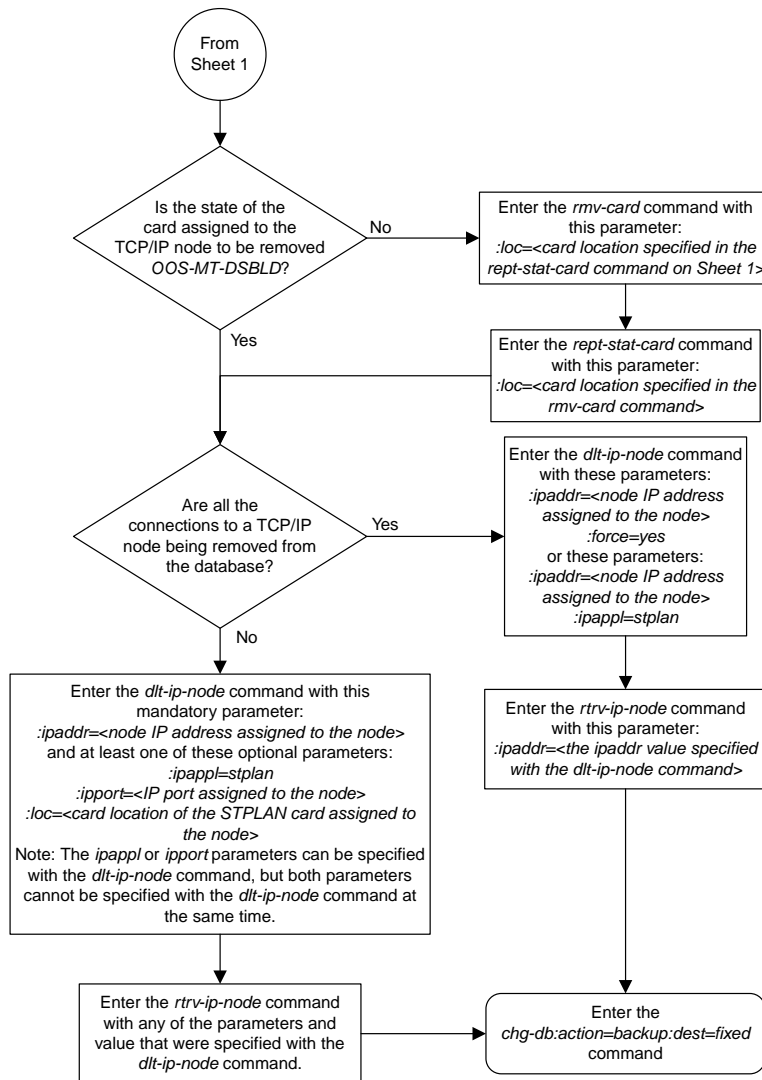 From
Sheet 1
Is the state of the
card assigned to the
TCP/IP node to be removed
OOS-MT-DSBLD?
No
Enter the rmv-card command with
this parameter:
:loc=<card location specified in the
rept-stat-card command on Sheet 1>
Yes
Enter the rept-stat-card command
with this parameter:
:loc=<card location specified in the
rmv-card command>
Are all the
connections to a TCP/IP
node being removed from
the database?
Yes
Enter the dlt-ip-node command
with these parameters:
:ipaddr=<node IP address
assigned to the node>
:force=yes
or these parameters:
:ipaddr=<node IP address
assigned to the node>
:ipappl=stplan
No
Enter the dlt-ip-node command with this
mandatory parameter:
:ipaddr=<node IP address assigned to the node>
and at least one of these optional parameters:
:ipappl=stplan
:ipport=<IP port assigned to the node>
:loc=<card location of the STPLAN card assigned to
the node>
Note: The ipappl or ipport parameters can be specified
with the dlt-ip-node command, but both parameters
cannot be specified with the dlt-ip-node command at
the same time.
Enter the rtrv-ip-node command
with this parameter:
:ipaddr=<the ipaddr value specified
with the dlt-ip-node command>
Enter the rtrv-ip-node command
with any of the parameters and
value that were specified with the
dlt-ip-node command.
Enter the
chg-db:action=backup:dest=fixed
command